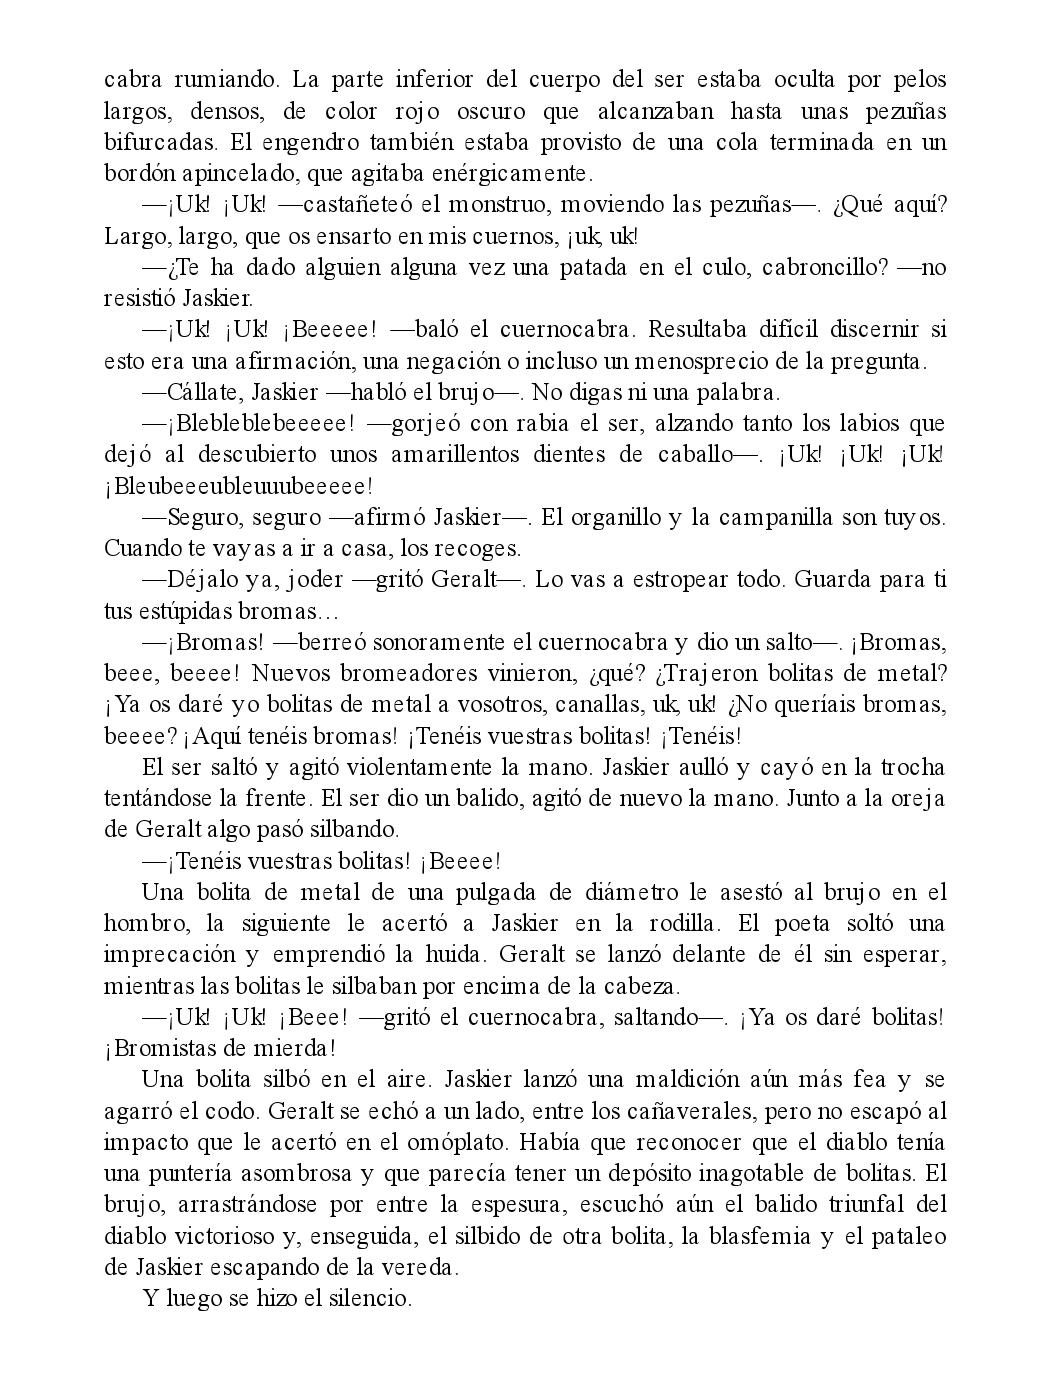 cabra rumiando. La parte inferior del cuerpo del ser estaba oculta por pelos
largos, densos, de color rojo oscuro que alcanzaban hasta unas pezuñas
bifurcadas. El engendro también estaba provisto de una cola terminada en un
bordón apincelado, que agitaba enérgicamente.
—¡Uk! ¡Uk! —castañeteó el monstruo, moviendo las pezuñas—. ¿Qué aquí?
Largo, largo, que os ensarto en mis cuernos, ¡uk, uk!
—¿Te ha dado alguien alguna vez una patada en el culo, cabroncillo? —no
resistió Jaskier.
—¡Uk! ¡Uk! ¡Beeeee! —baló el cuernocabra. Resultaba difícil discernir si
esto era una afirmación, una negación o incluso un menosprecio de la pregunta.
—Cállate, Jaskier —habló el brujo—. No digas ni una palabra.
—¡Blebleblebeeeee! —gorjeó con rabia el ser, alzando tanto los labios que
dejó al descubierto unos amarillentos dientes de caballo—. ¡Uk! ¡Uk! ¡Uk!
¡Bleubeeeubleuuubeeeee!
—Seguro, seguro —afirmó Jaskier—. El organillo y la campanilla son tuyos.
Cuando te vayas a ir a casa, los recoges.
—Déjalo ya, joder —gritó Geralt—. Lo vas a estropear todo. Guarda para ti
tus estúpidas bromas…
—¡Bromas! —berreó sonoramente el cuernocabra y dio un salto—. ¡Bromas,
beee, beeee! Nuevos bromeadores vinieron, ¿qué? ¿Trajeron bolitas de metal?
¡Ya os daré yo bolitas de metal a vosotros, canallas, uk, uk! ¿No queríais bromas,
beeee? ¡Aquí tenéis bromas! ¡Tenéis vuestras bolitas! ¡Tenéis!
El ser saltó y agitó violentamente la mano. Jaskier aulló y cayó en la trocha
tentándose la frente. El ser dio un balido, agitó de nuevo la mano. Junto a la oreja
de Geralt algo pasó silbando.
—¡Tenéis vuestras bolitas! ¡Beeee!
Una bolita de metal de una pulgada de diámetro le asestó al brujo en el
hombro, la siguiente le acertó a Jaskier en la rodilla. El poeta soltó una
imprecación y emprendió la huida. Geralt se lanzó delante de él sin esperar,
mientras las bolitas le silbaban por encima de la cabeza.
—¡Uk! ¡Uk! ¡Beee! —gritó el cuernocabra, saltando—. ¡Ya os daré bolitas!
¡Bromistas de mierda!
Una bolita silbó en el aire. Jaskier lanzó una maldición aún más fea y se
agarró el codo. Geralt se echó a un lado, entre los cañaverales, pero no escapó al
impacto que le acertó en el omóplato. Había que reconocer que el diablo tenía
una puntería asombrosa y que parecía tener un depósito inagotable de bolitas. El
brujo, arrastrándose por entre la espesura, escuchó aún el balido triunfal del
diablo victorioso y, enseguida, el silbido de otra bolita, la blasfemia y el pataleo
de Jaskier escapando de la vereda.
Y luego se hizo el silencio.